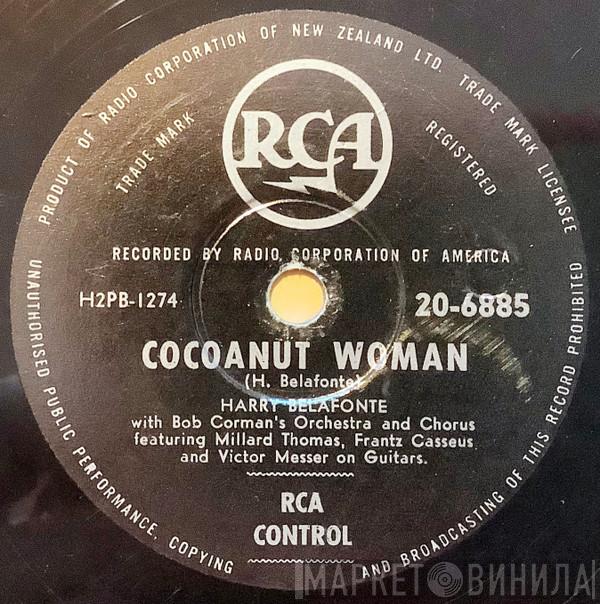 PRODUCT OF RADIO CORPORATION OF NEW ZEALAND LTD. TRADE MARK LICENSEE
TRADE MARK
RCA
REGISTERED
RECORDED BY RADIO CORPORATION OF AMERICA
H2PB-1274
20-6885
COCOANUT WOMAN
(H. Belafonte)
HARRY BELAFONTE
with Bob Corman's Orchestra and Chorus
featuring Millard Thomas, Frantz Casseus
and Victor Messer on Guitars.
RCA
CONTROL
UNAUTHORISED PUBLIC PERFORMANCE, COPYING AND BROADCASTING OF THIS RECORD PROHIBITED
МАРКЕТ ВИНИЛА